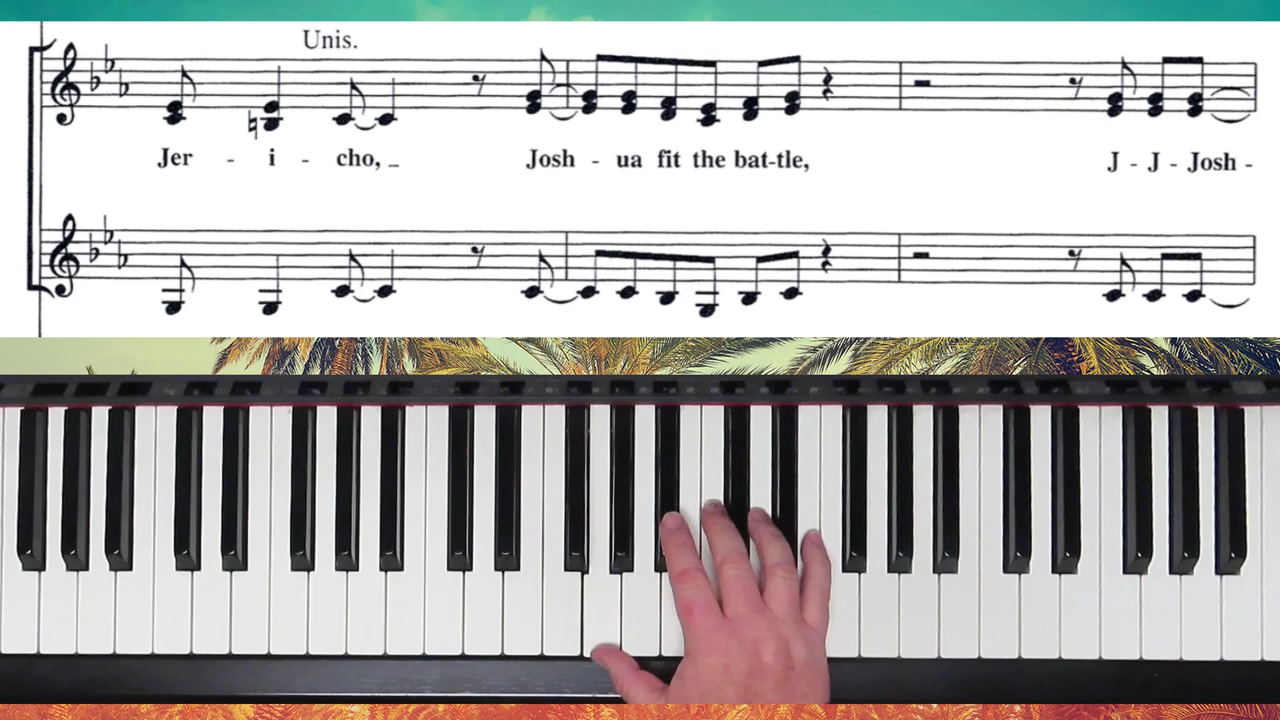 Unis.
Jer - i - cho, _ Josh - ua fit the bat-tle, J - J - Josh -